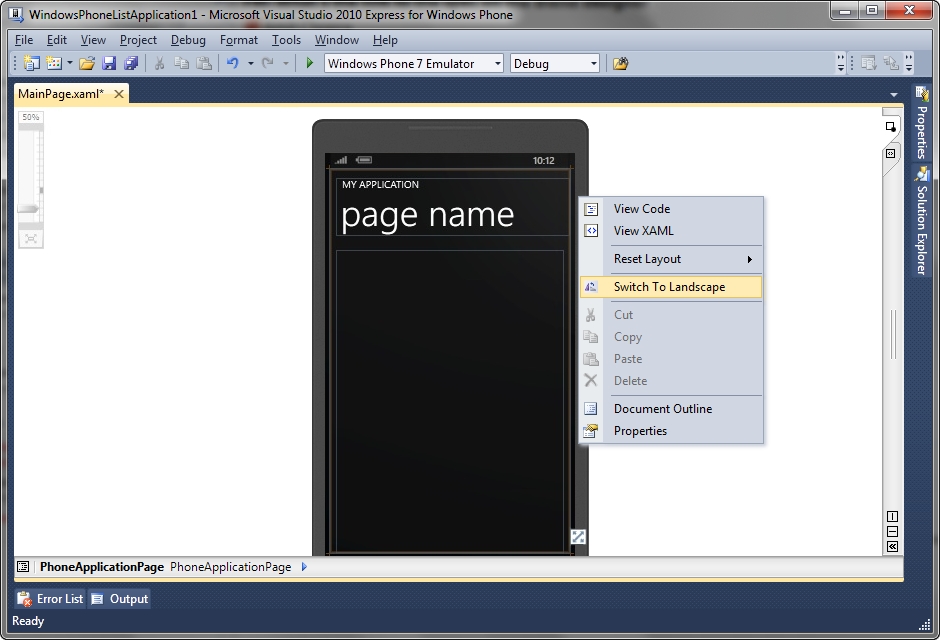 WindowsPhoneListApplication1 - Microsoft Visual Studio 2010 Express for Windows Phone
File Edit View Project Debug Format Tools Window Help
Windows Phone 7 Emulator Debug
MainPage.xaml*
50%
10:12
MY APPLICATION
page name
View Code
View XAML
Reset Layout
Switch To Landscape
Cut
Copy
Paste
Delete
Document Outline
Properties
Properties
Solution Explorer
PhoneApplicationPage PhoneApplicationPage
Error List Output
Ready